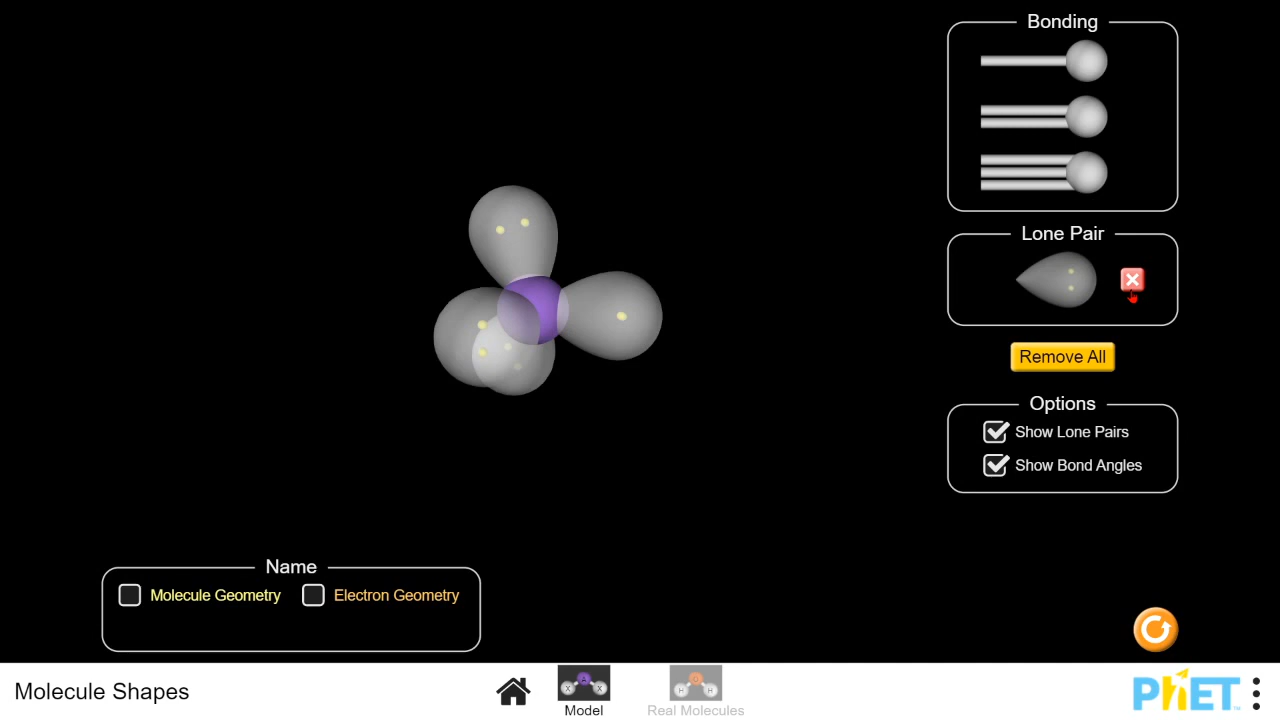 Bonding
Lone Pair
Remove All
Options
Show Lone Pairs
Show Bond Angles
Name
Molecule Geometry
Electron Geometry
Molecule Shapes
Model
Real Molecules
PhET